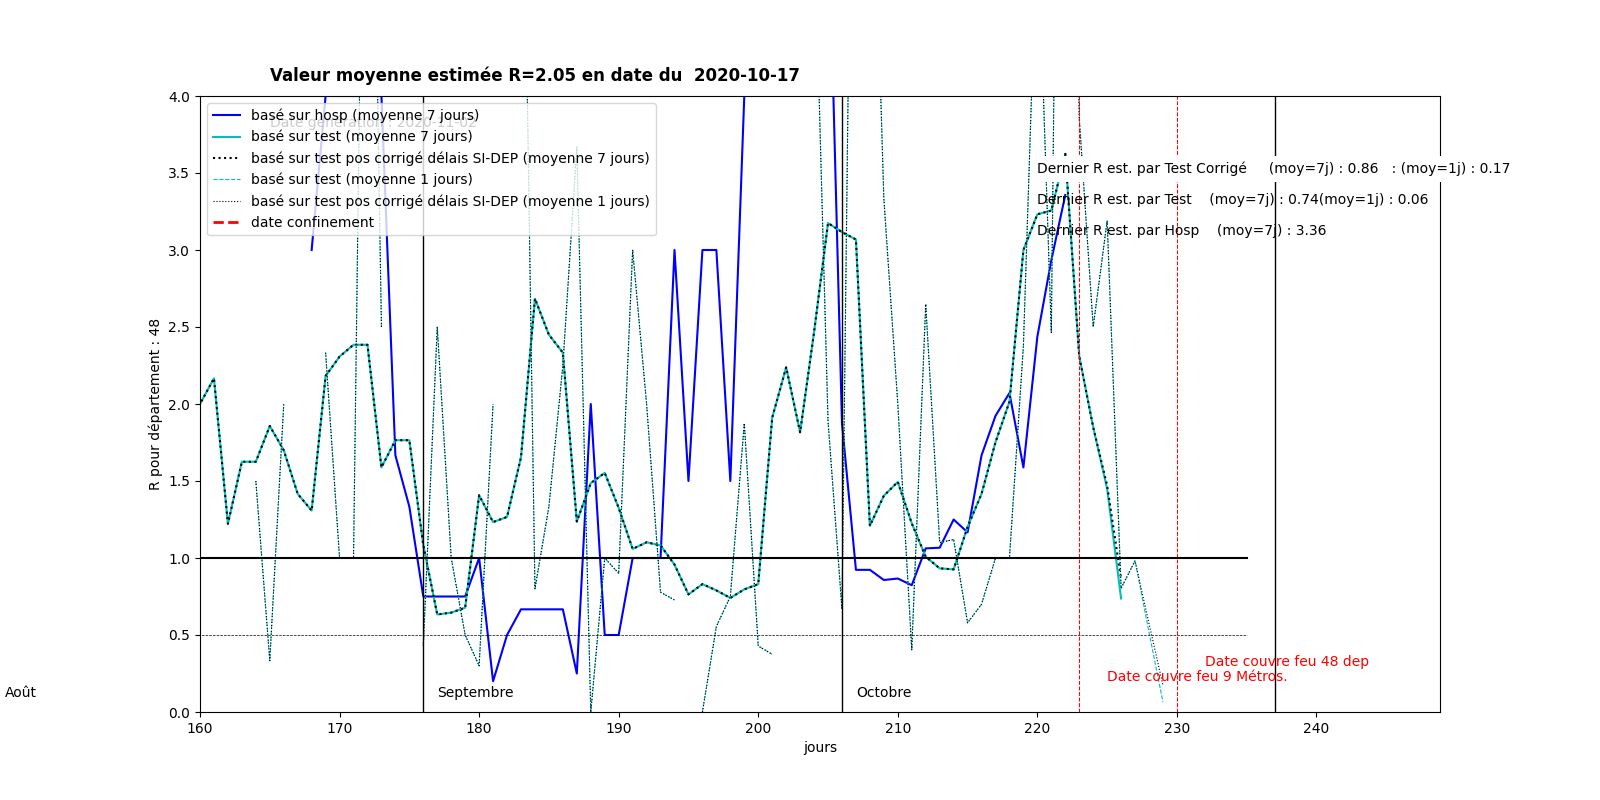 Valeur moyenne estimée R=2.05 en date du  2020-10-17
Date génération : 2020-11-02
basé sur hosp (moyenne 7 jours)
basé sur test (moyenne 7 jours)
basé sur test pos corrigé délais SI-DEP (moyenne 7 jours)
basé sur test (moyenne 1 jours)
basé sur test pos corrigé délais SI-DEP (moyenne 1 jours)
date confinement
Dernier R est. par Test Corrigé     (moy=7j) : 0.86   : (moy=1j) : 0.17
Dernier R est. par Test    (moy=7j) : 0.74(moy=1j) : 0.06
Dernier R est. par Hosp    (moy=7j) : 3.36
4.0
3.5
3.0
2.5
2.0
1.5
1.0
0.5
0.0
R pour département : 48
Date couvre feu 48 dep
Date couvre feu 9 Métros.
Août
Septembre
Octobre
160 170 180 190 200 210 220 230 240
jours